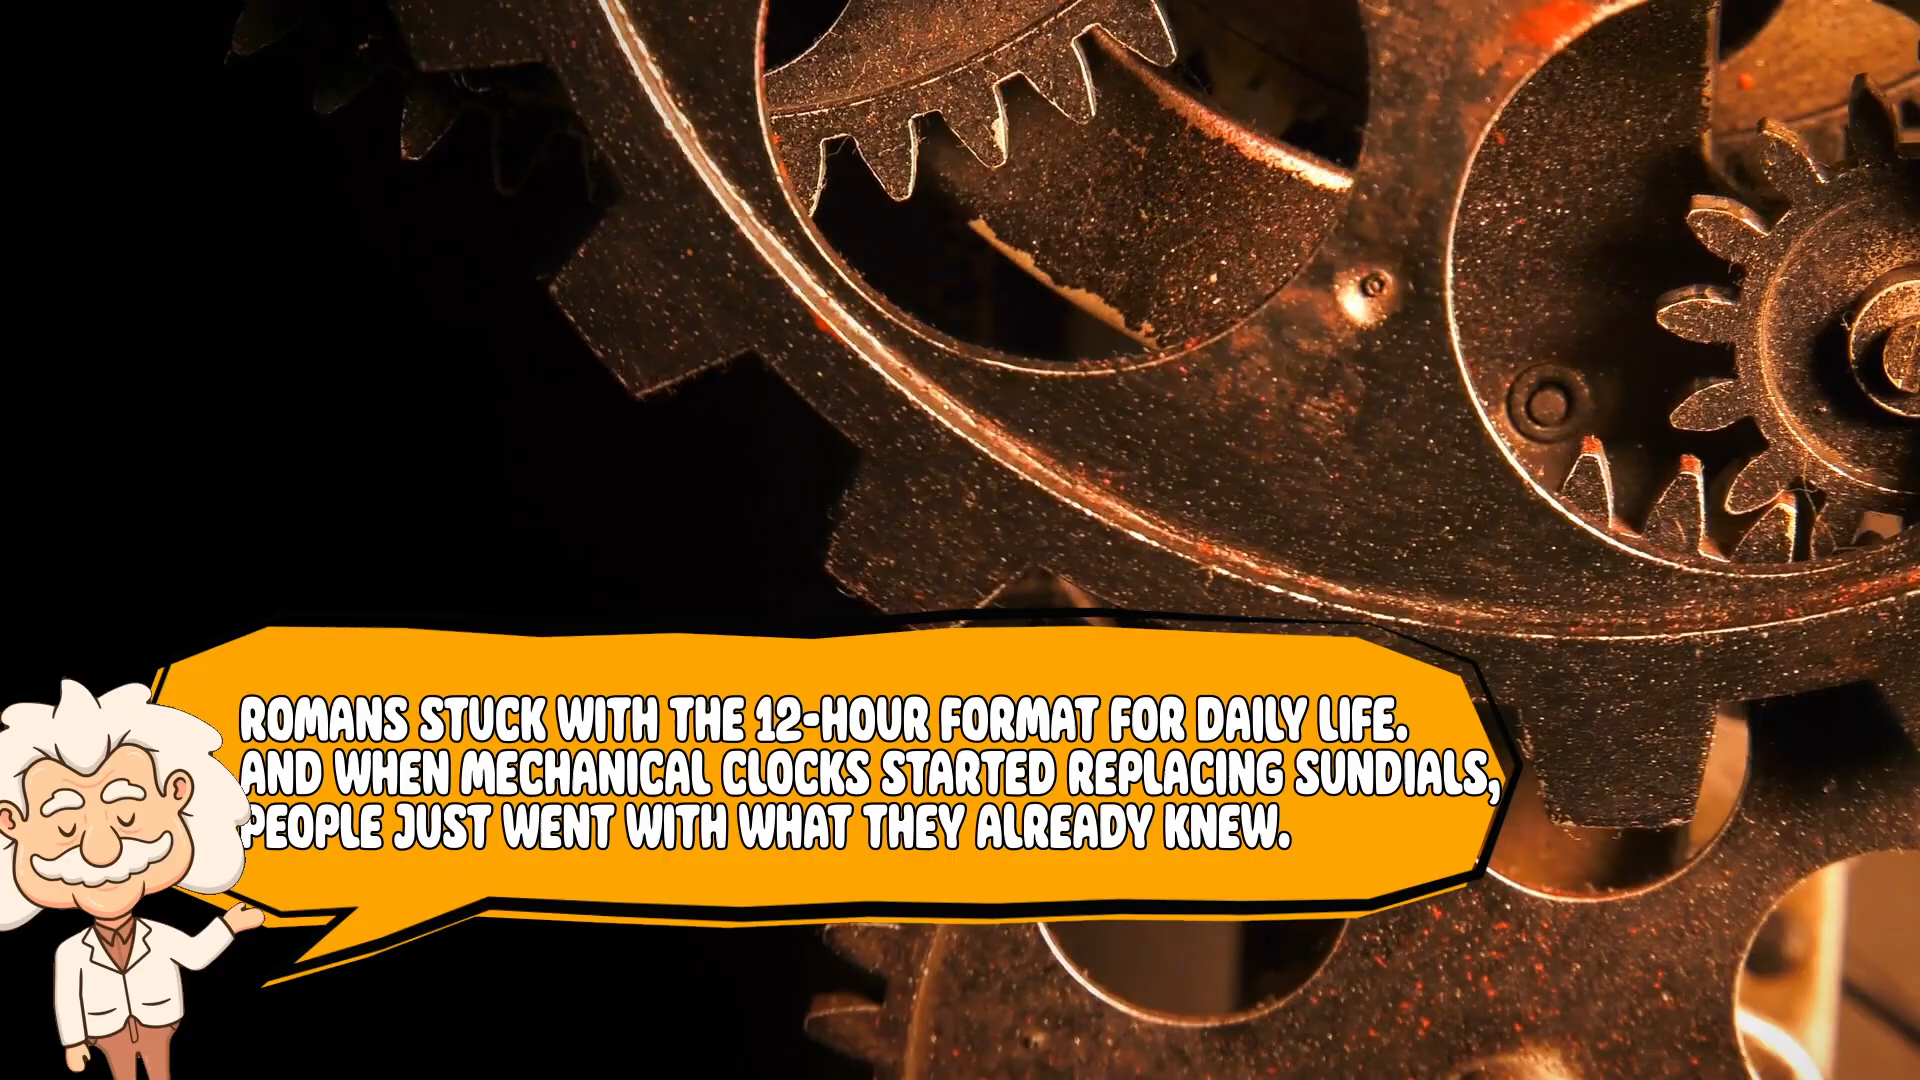 ROMANS STUCK WITH THE 12-HOUR FORMAT FOR DAILY LIFE.
AND WHEN MECHANICAL CLOCKS STARTED REPLACING SUNDIALS,
PEOPLE JUST WENT WITH WHAT THEY ALREADY KNEW.